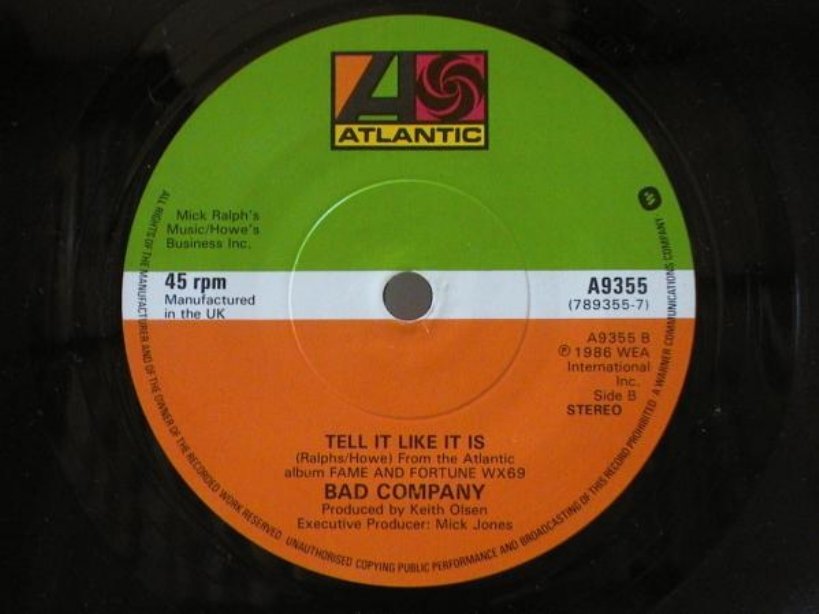 ATLANTIC
Mick Ralph's
Music/Howe's
Business Inc.
45 rpm
Manufactured
in the UK
A9355
(789355-7)
A9355 B
℗ 1986 WEA
International
Inc.
Side B
STEREO
TELL IT LIKE IT IS
(Ralphs/Howe) From the Atlantic
album FAME AND FORTUNE WX69
BAD COMPANY
Produced by Keith Olsen
Executive Producer: Mick Jones
ALL RIGHTS OF THE MANUFACTURER AND OF THE OWNER OF THE RECORDED WORK RESERVED UNAUTHORISED COPYING PUBLIC PERFORMANCE AND BROADCASTING OF THIS RECORD PROHIBITED A WARNER COMMUNICATIONS COMPANY